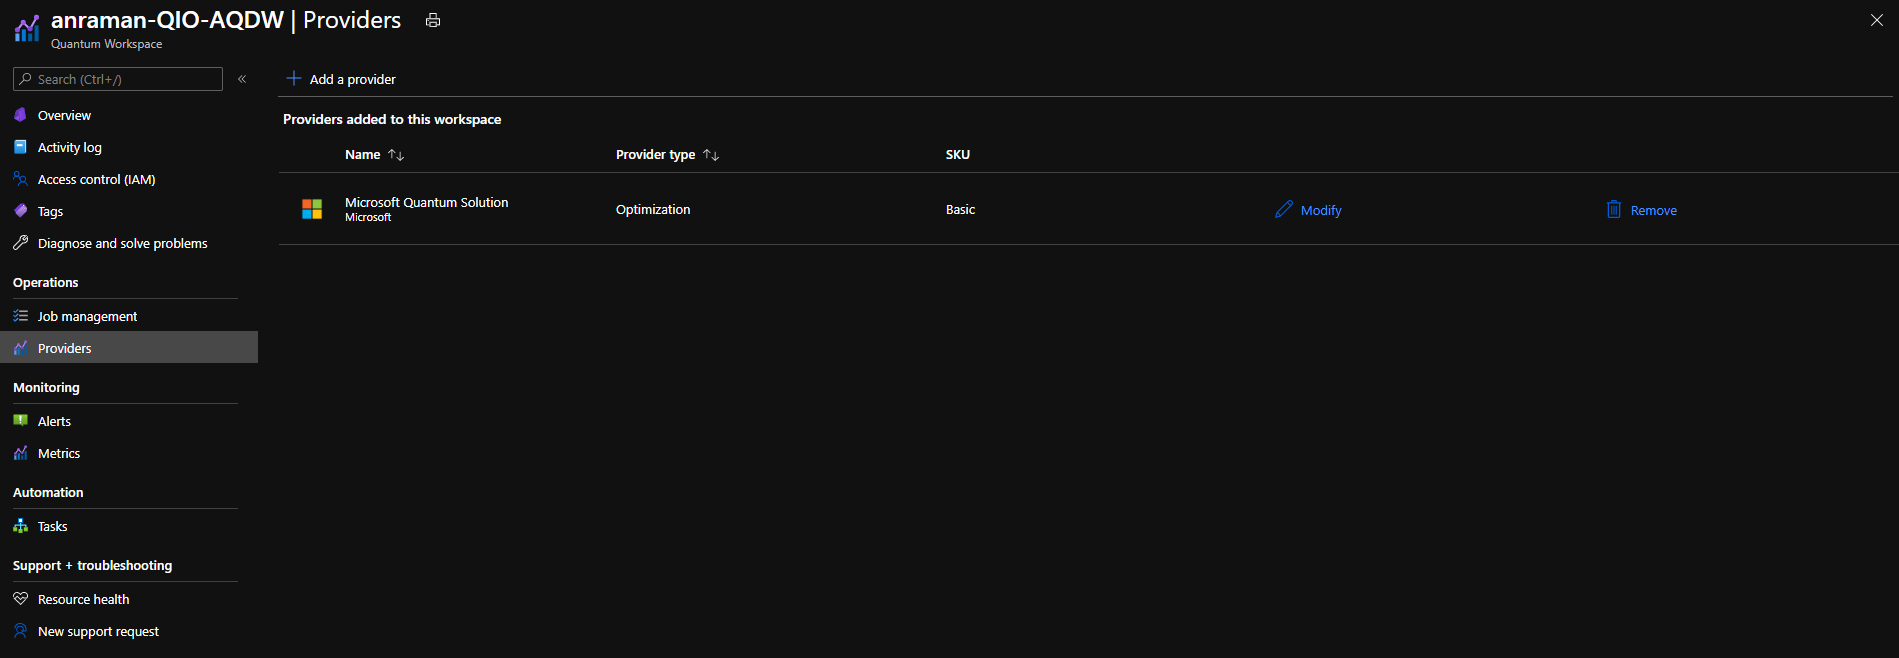 anraman-QIO-AQDW | Providers
Quantum Workspace
Search (Ctrl+/)
«
Overview
Activity log
Access control (IAM)
Tags
Diagnose and solve problems
Operations
Job management
Providers
Monitoring
Alerts
Metrics
Automation
Tasks
Support + troubleshooting
Resource health
New support request
Add a provider
Providers added to this workspace
Name ↑↓ Provider type ↑↓ SKU
Microsoft Quantum Solution Optimization Basic Modify Remove
Microsoft